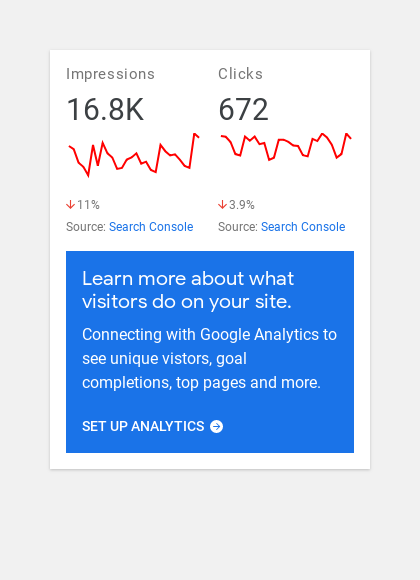 Impressions
Clicks
16.8K
672
11%
3.9%
Source: Search Console
Source: Search Console
Learn more about what
visitors do on your site.
Connecting with Google Analytics to
see unique vistors, goal
completions, top pages and more.
SET UP ANALYTICS